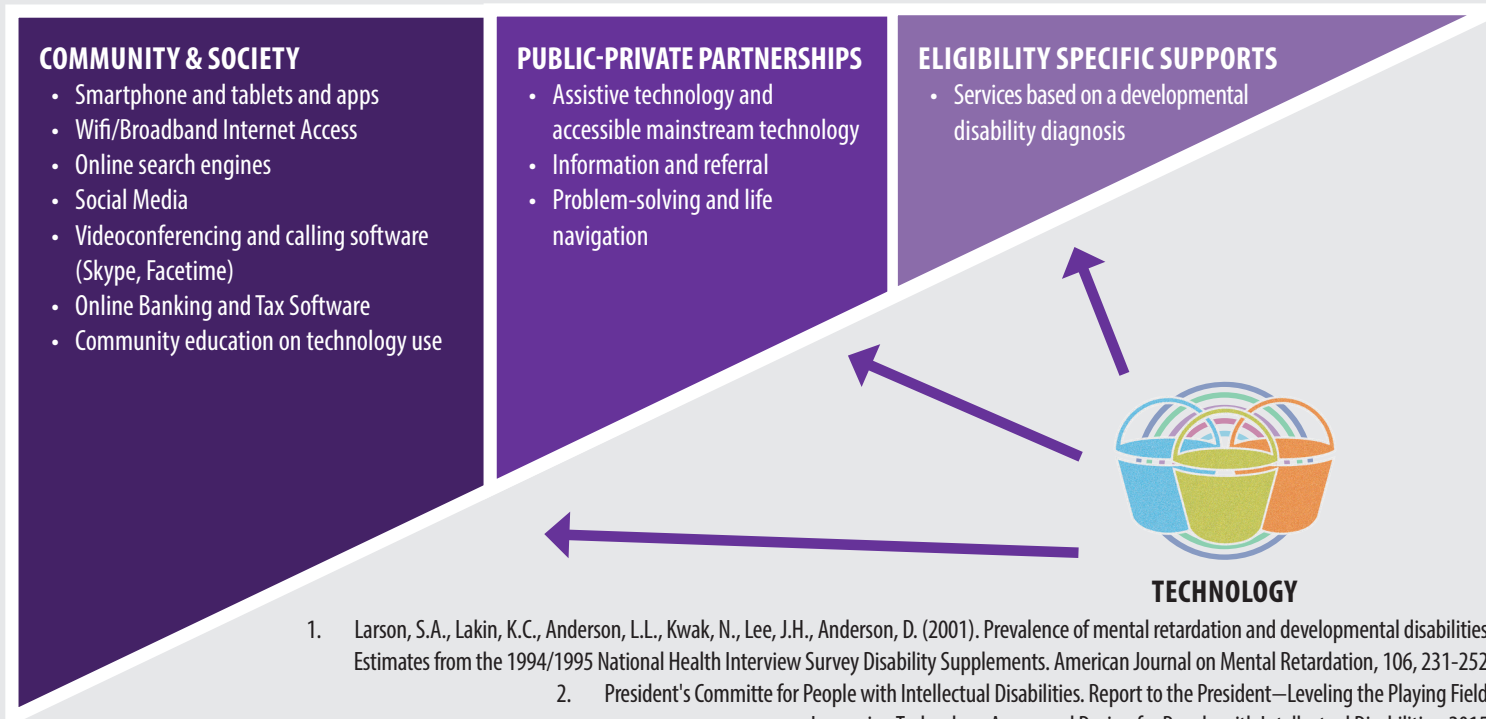 COMMUNITY & SOCIETY
• Smartphone and tablets and apps
• Wifi/Broadband Internet Access
• Online search engines
• Social Media
• Videoconferencing and calling software
(Skype, Facetime)
• Online Banking and Tax Software
• Community education on technology use
PUBLIC-PRIVATE PARTNERSHIPS
• Assistive technology and
accessible mainstream technology
• Information and referral
• Problem-solving and life
navigation
ELIGIBILITY SPECIFIC SUPPORTS
• Services based on a developmental
disability diagnosis
TECHNOLOGY
1. Larson, S.A., Lakin, K.C., Anderson, L.L., Kwak, N., Lee, J.H., Anderson, D. (2001). Prevalence of mental retardation and developmental disabilities
Estimates from the 1994/1995 National Health Interview Survey Disability Supplements. American Journal on Mental Retardation, 106, 231-252
2. President's Committe for People with Intellectual Disabilities. Report to the President—Leveling the Playing Field